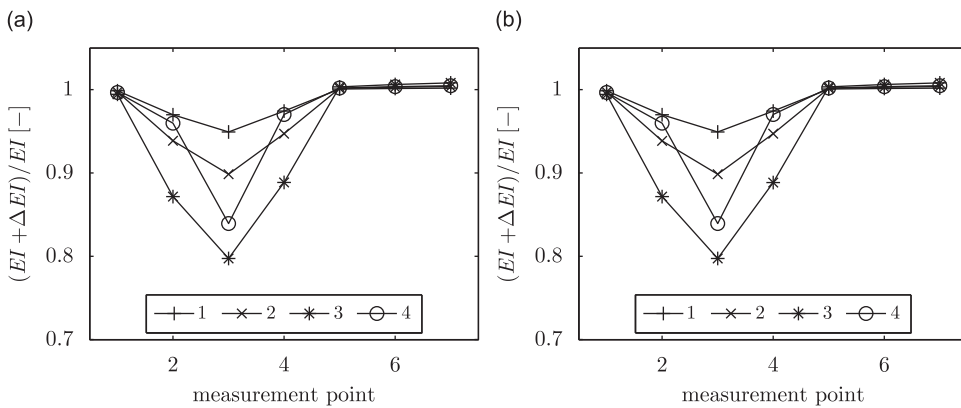 (a)
(EI + ΔEI)/EI [−]
1
0.9
0.8
0.7
2 4 6
measurement point
1 2 3 4
(b)
(EI + ΔEI)/EI [−]
1
0.9
0.8
0.7
2 4 6
measurement point
1 2 3 4